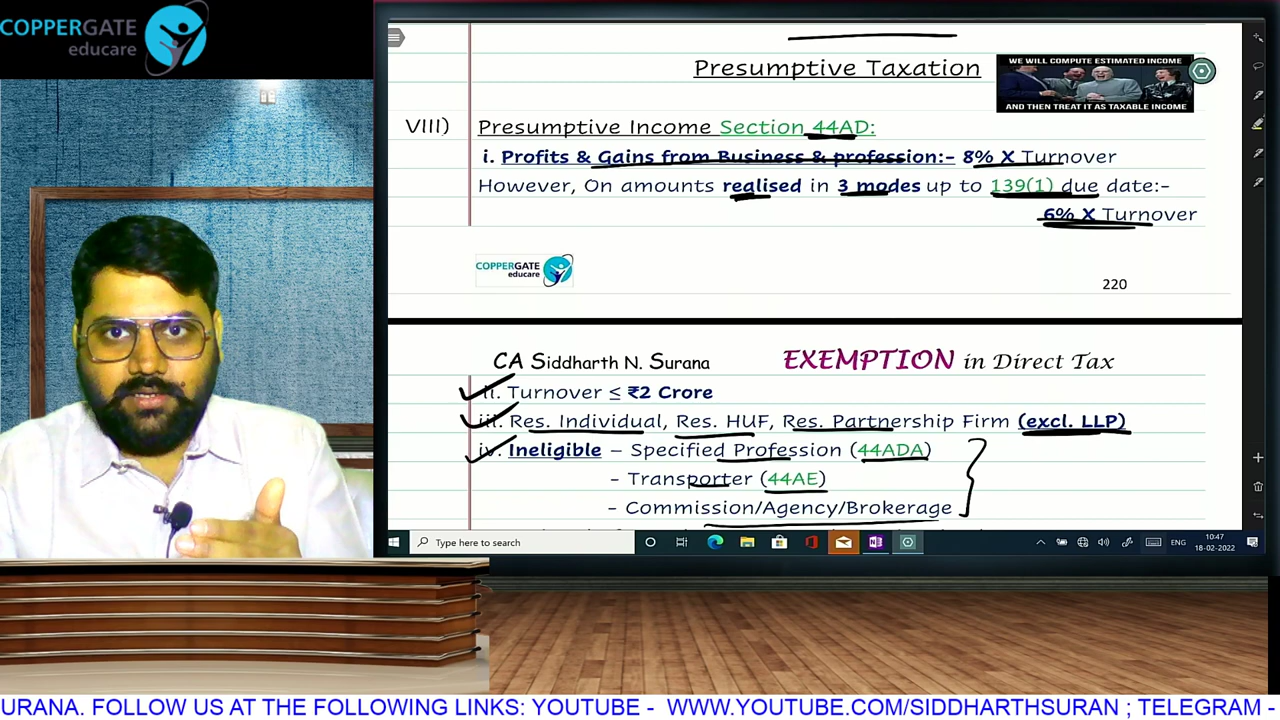 COPPERGATE
educare
Presumptive Taxation
WE WILL COMPUTE ESTIMATED INCOME
AND THEN TREAT IT AS TAXABLE INCOME
VIII) Presumptive Income Section 44AD:
i. Profits & Gains from Business & profession:- 8% X Turnover
However, On amounts realised in 3 modes up to 139(1) due date:-
6% X Turnover
COPPERGATE
educare
220
CA Siddharth N. Surana EXEMPTION in Direct Tax
ii. Turnover ≤ ₹2 Crore
iii. Res. Individual, Res. HUF, Res. Partnership Firm (excl. LLP)
iv. Ineligible – Specified Profession (44ADA)
- Transporter (44AE)
- Commission/Agency/Brokerage
Type here to search
ENG
10:47
18-02-2022
URANA. FOLLOW US AT THE FOLLOWING LINKS: YOUTUBE - WWW.YOUTUBE.COM/SIDDHARTHSURAN ; TELEGRAM -